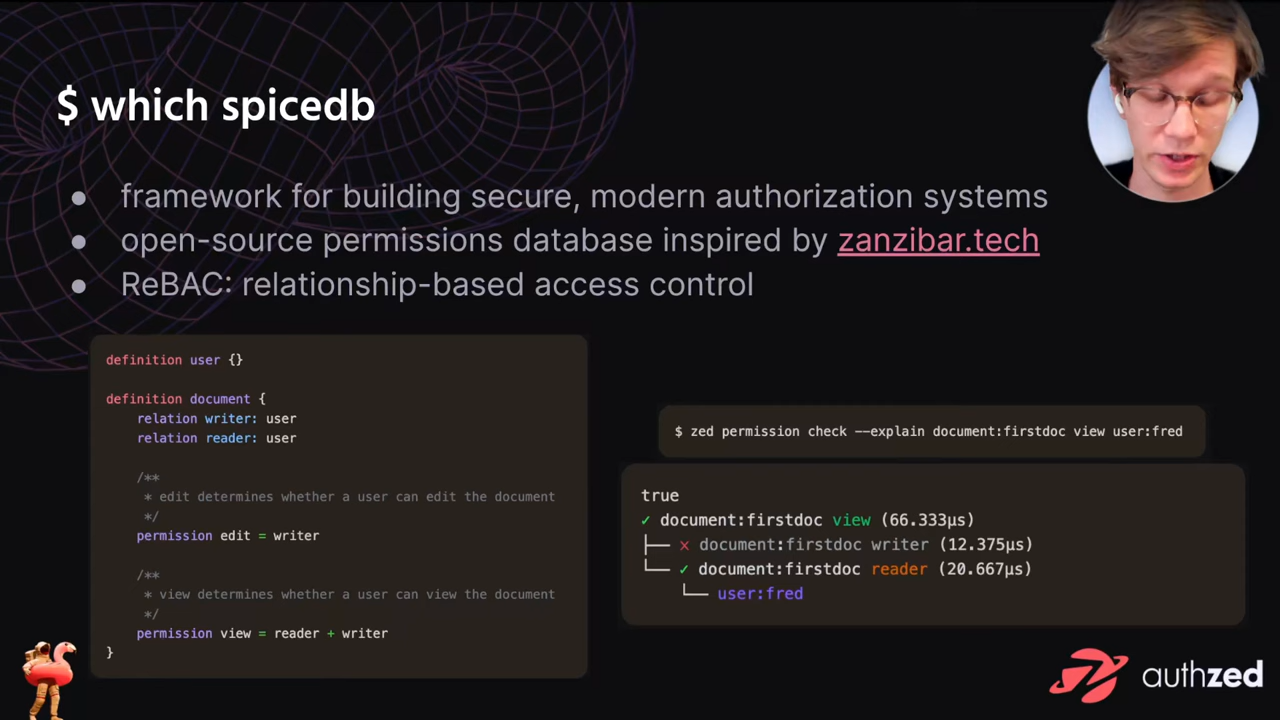 $ which spicedb
● framework for building secure, modern authorization systems
● open-source permissions database inspired by zanzibar.tech
● ReBAC: relationship-based access control
definition user {}
definition document {
    relation writer: user
    relation reader: user
    /**
     * edit determines whether a user can edit the document
     */
    permission edit = writer
    /**
     * view determines whether a user can view the document
     */
    permission view = reader + writer
}
$ zed permission check --explain document:firstdoc view user:fred
true
✓ document:firstdoc view (66.333µs)
├── ⨉ document:firstdoc writer (12.375µs)
└── ✓ document:firstdoc reader (20.667µs)
    └── user:fred
authzed